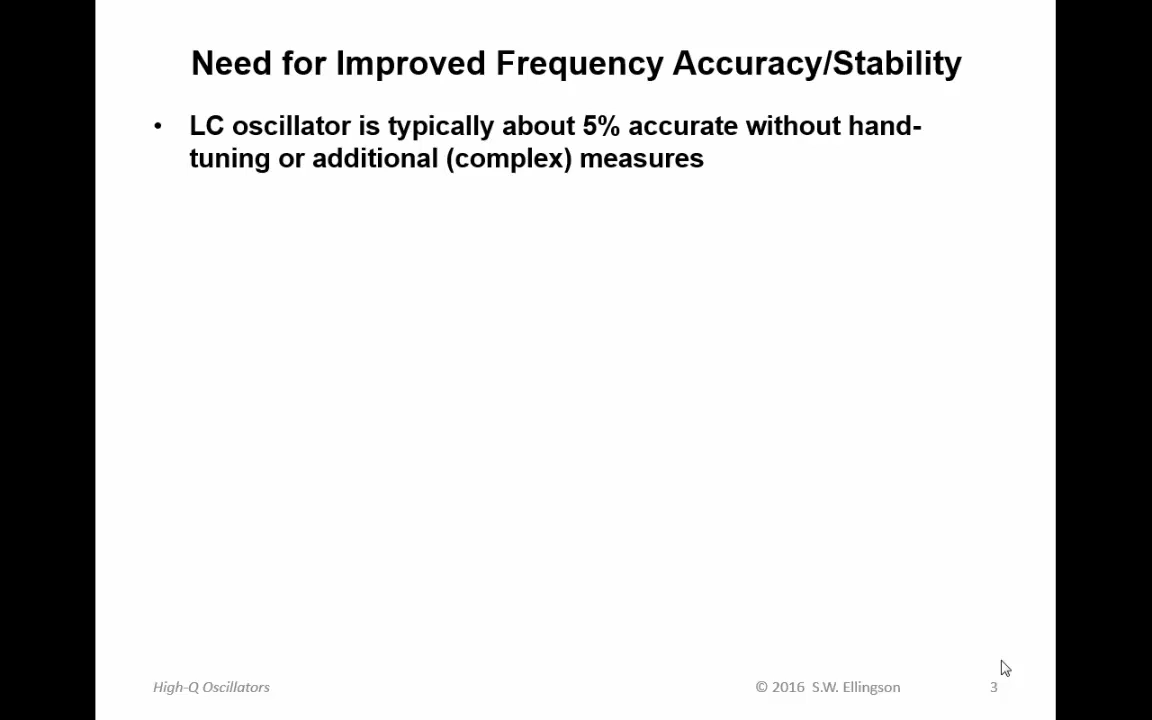 Need for Improved Frequency Accuracy/Stability
• LC oscillator is typically about 5% accurate without hand-
tuning or additional (complex) measures
High-Q Oscillators
© 2016 S.W. Ellingson
3